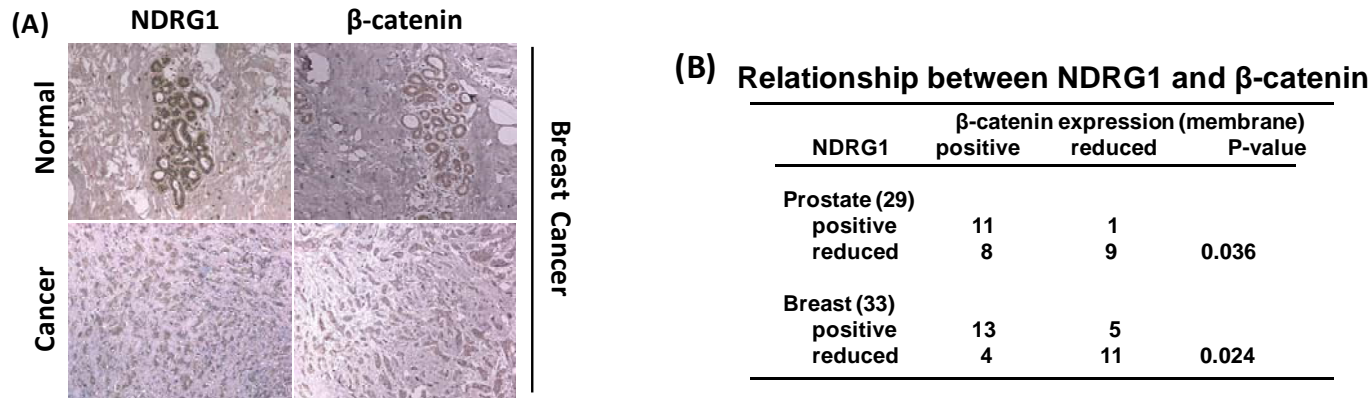 (A)
NDRG1 β-catenin
Normal
Cancer
Breast Cancer
(B) Relationship between NDRG1 and β-catenin
β-catenin expression (membrane)
NDRG1 positive reduced P-value
Prostate (29)
positive 11 1
reduced 8 9 0.036
Breast (33)
positive 13 5
reduced 4 11 0.024